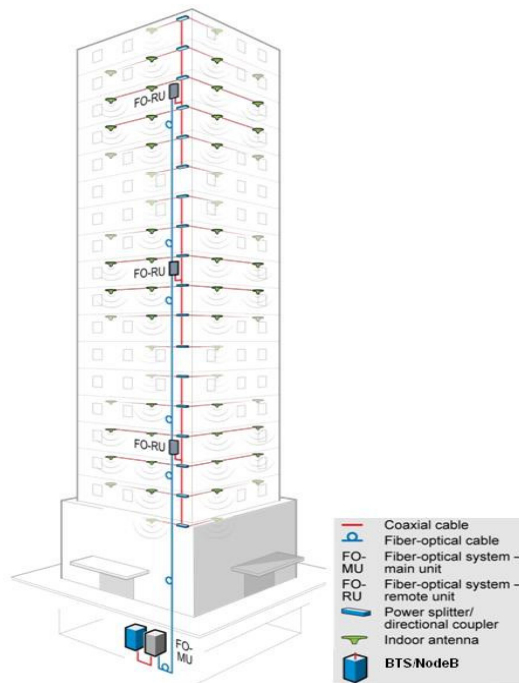 FO-RU
FO-RU
FO-RU
FO-
MU
Coaxial cable
Fiber-optical cable
FO-
MU
Fiber-optical system –
main unit
FO-
RU
Fiber-optical system –
remote unit
Power splitter/
directional coupler
Indoor antenna
BTS/NodeB